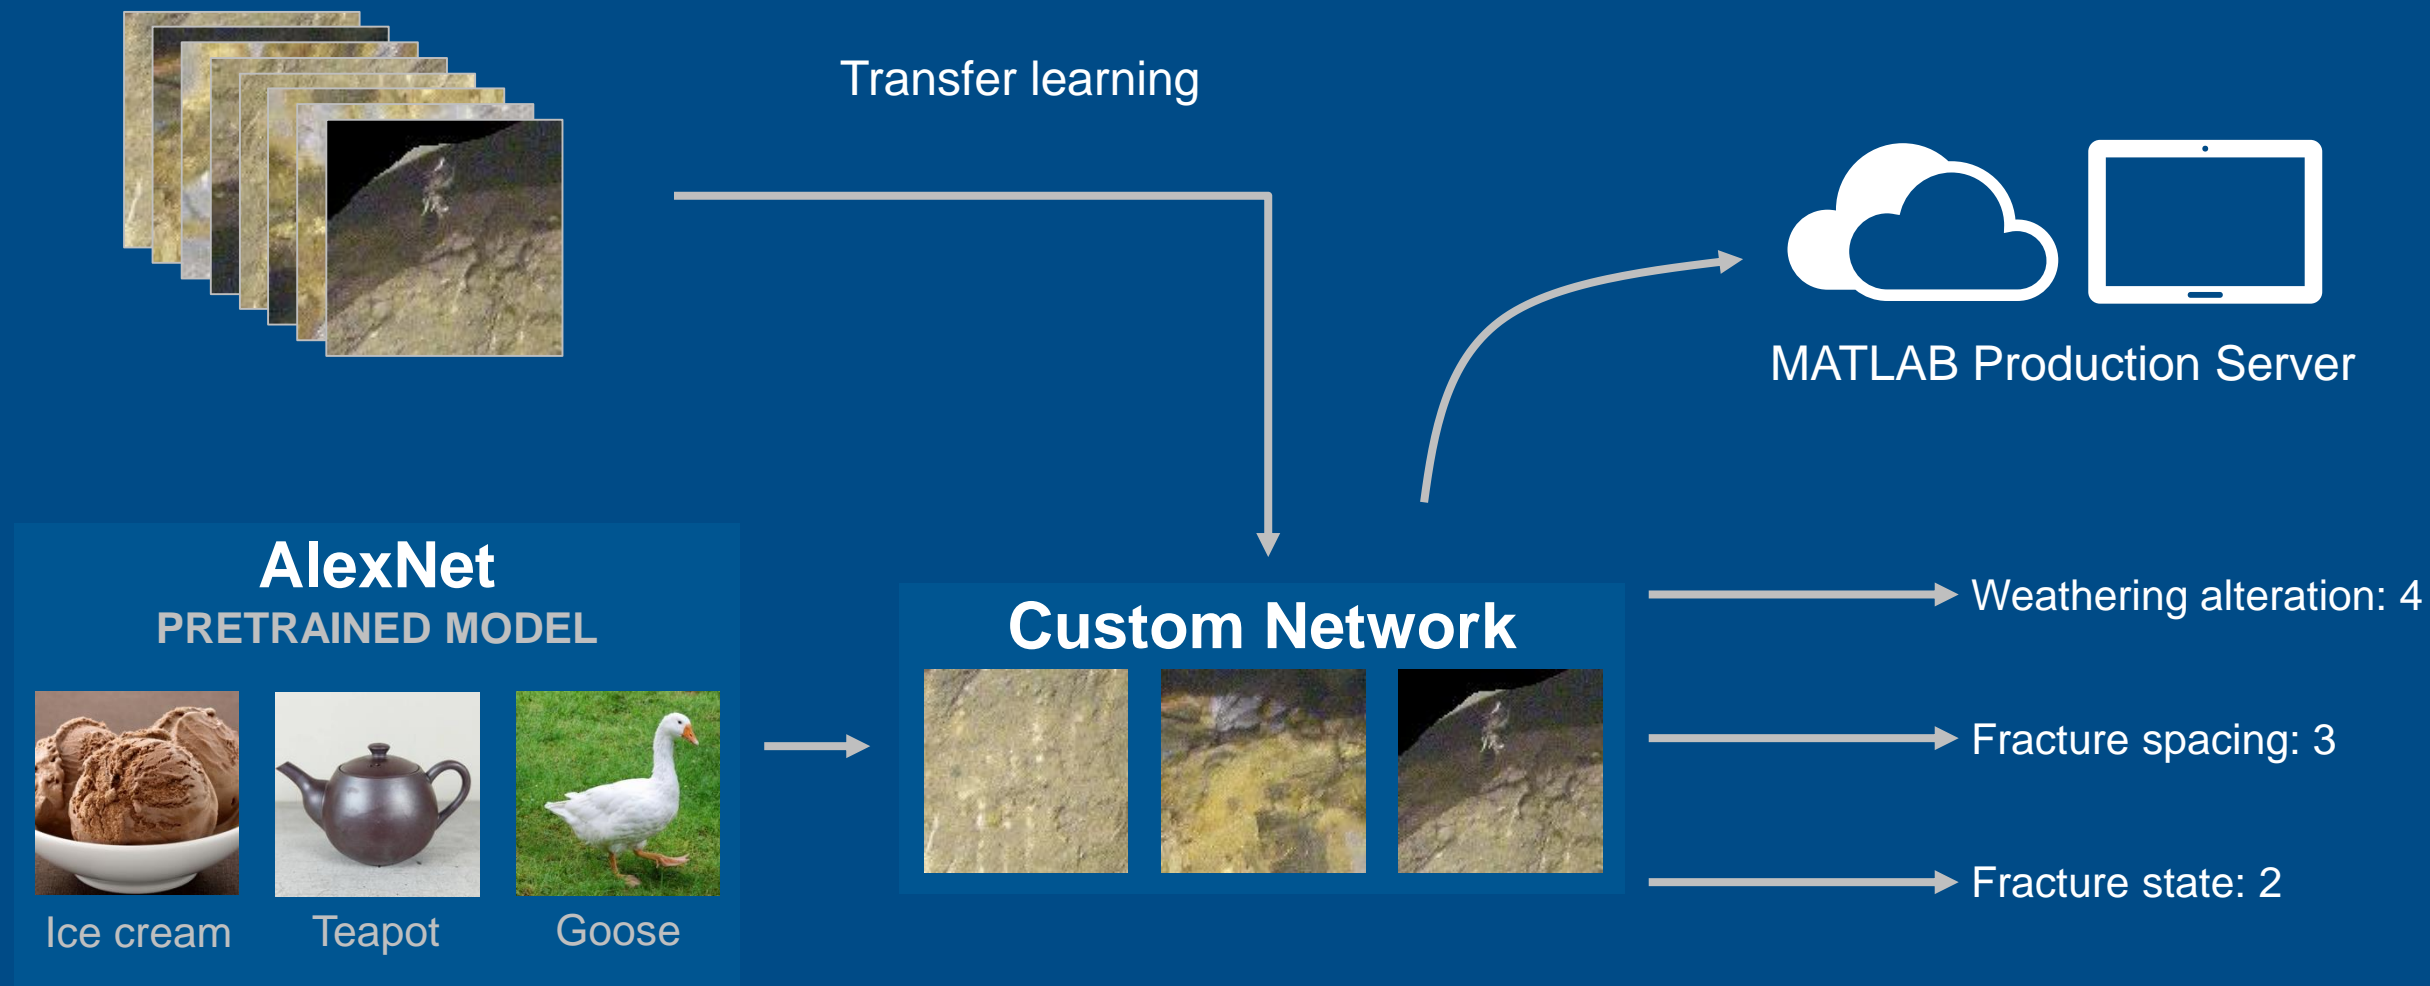 Transfer learning
MATLAB Production Server
AlexNet
PRETRAINED MODEL
Ice cream
Teapot
Goose
Custom Network
Weathering alteration: 4
Fracture spacing: 3
Fracture state: 2